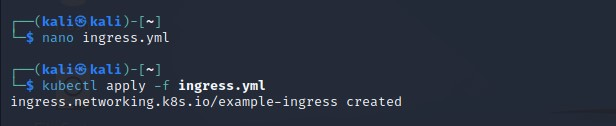 ┌──(kali㉿kali)-[~]
└─$ nano ingress.yml
┌──(kali㉿kali)-[~]
└─$ kubectl apply -f ingress.yml
ingress.networking.k8s.io/example-ingress created